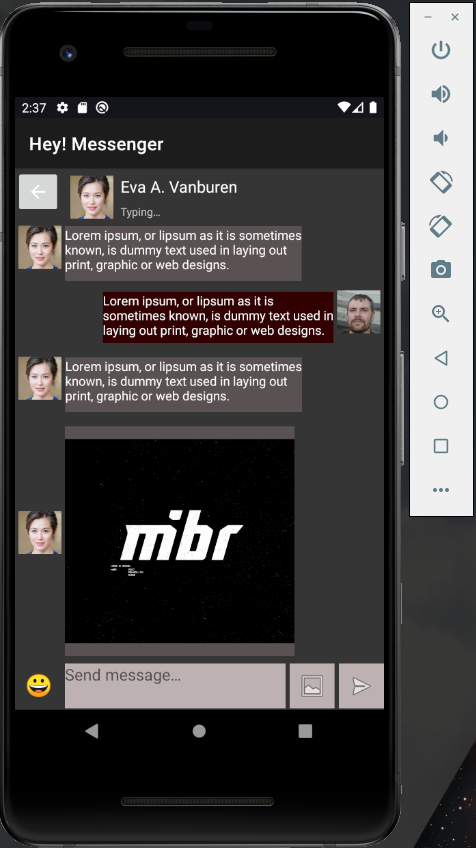 2:37
Hey! Messenger
Eva A. Vanburen
Typing...
Lorem ipsum, or lipsum as it is sometimes
known, is dummy text used in laying out
print, graphic or web designs.
Lorem ipsum, or lipsum as it is
sometimes known, is dummy text used in
laying out print, graphic or web designs.
Lorem ipsum, or lipsum as it is sometimes
known, is dummy text used in laying out
print, graphic or web designs.
mibr
Send message...